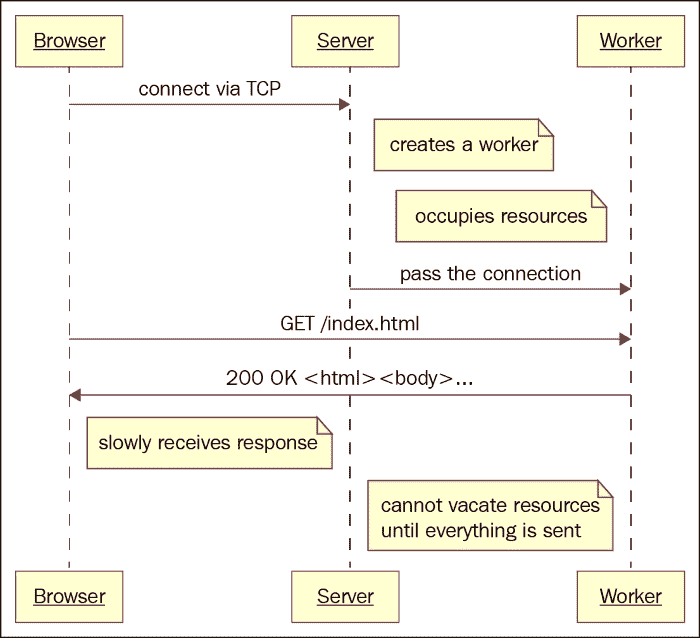 Browser
Server
Worker
connect via TCP
creates a worker
occupies resources
pass the connection
GET /index.html
200 OK <html><body>...
slowly receives response
cannot vacate resources
until everything is sent
Browser
Server
Worker